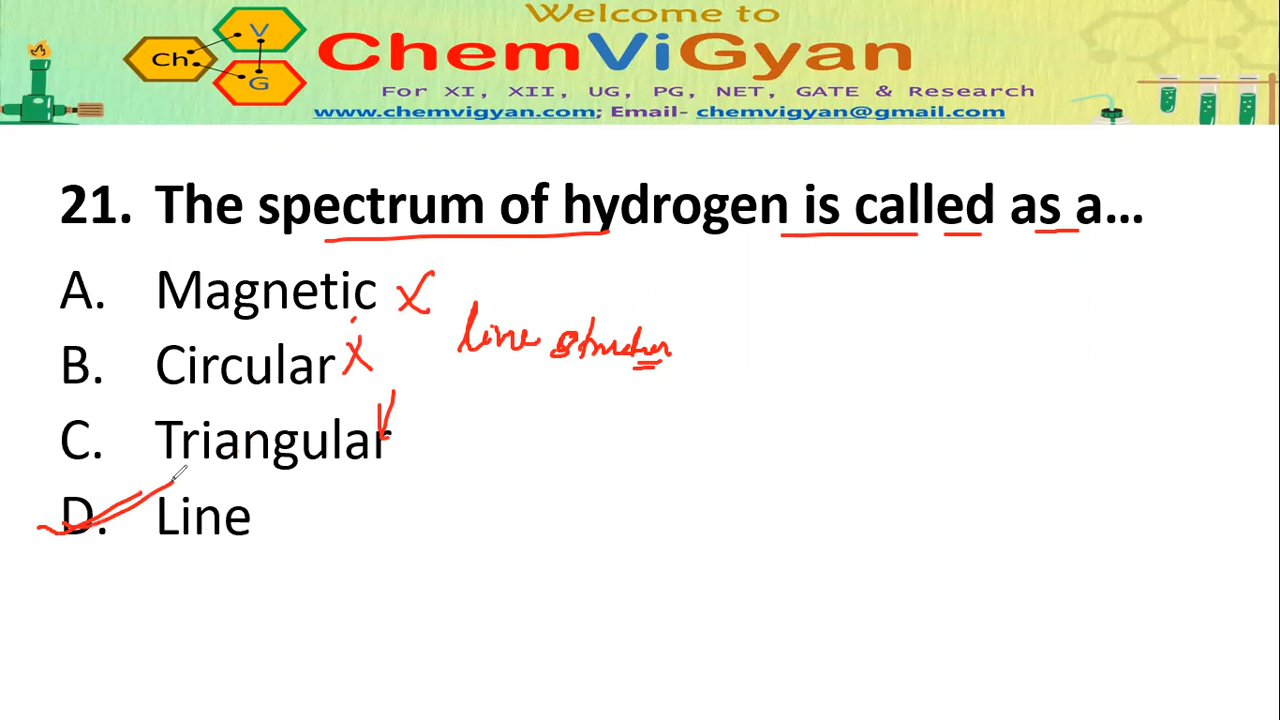 Welcome to
ChemViGyan
Ch
V
G
For XI, XII, UG, PG, NET, GATE & Research
www.chemvigyan.com; Email- chemvigyan@gmail.com
21. The spectrum of hydrogen is called as a...
A. Magnetic
line
B. Circular
C. Triangular
D. Line